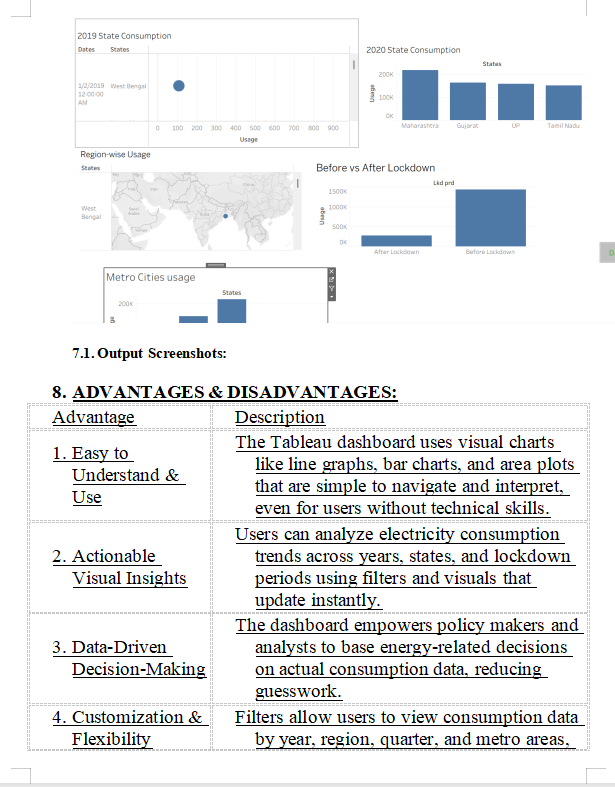 2019 State Consumption
Dates States
1/2/2019 West Bengal
12:00:00
AM
0 100 200 300 400 500 600 700 800 900
Usage
2020 State Consumption
States
200K
100K
0K
Usage
Maharashtra Gujarat UP Tamil Nadu
Region-wise Usage
States
West
Bengal
Before vs After Lockdown
Lkd prd
1500K
1000K
500K
0K
Usage
After Lockdown Before Lockdown
Metro Cities usage
States
200K
7.1. Output Screenshots:
8. ADVANTAGES & DISADVANTAGES:
Advantage Description
1. Easy to
Understand &
Use
The Tableau dashboard uses visual charts
like line graphs, bar charts, and area plots
that are simple to navigate and interpret,
even for users without technical skills.
2. Actionable
Visual Insights
Users can analyze electricity consumption
trends across years, states, and lockdown
periods using filters and visuals that
update instantly.
3. Data-Driven
Decision-Making
The dashboard empowers policy makers and
analysts to base energy-related decisions
on actual consumption data, reducing
guesswork.
4. Customization &
Flexibility
Filters allow users to view consumption data
by year, region, quarter, and metro areas,